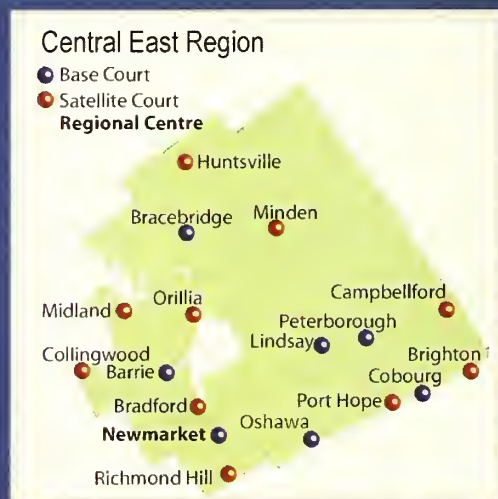 Central East Region
Base Court
Satellite Court
Regional Centre
Huntsville
Bracebridge
Minden
Midland
Orillia
Campbellford
Peterborough
Lindsay
Collingwood
Barrie
Brighton
Cobourg
Bradford
Port Hope
Newmarket
Oshawa
Richmond Hill